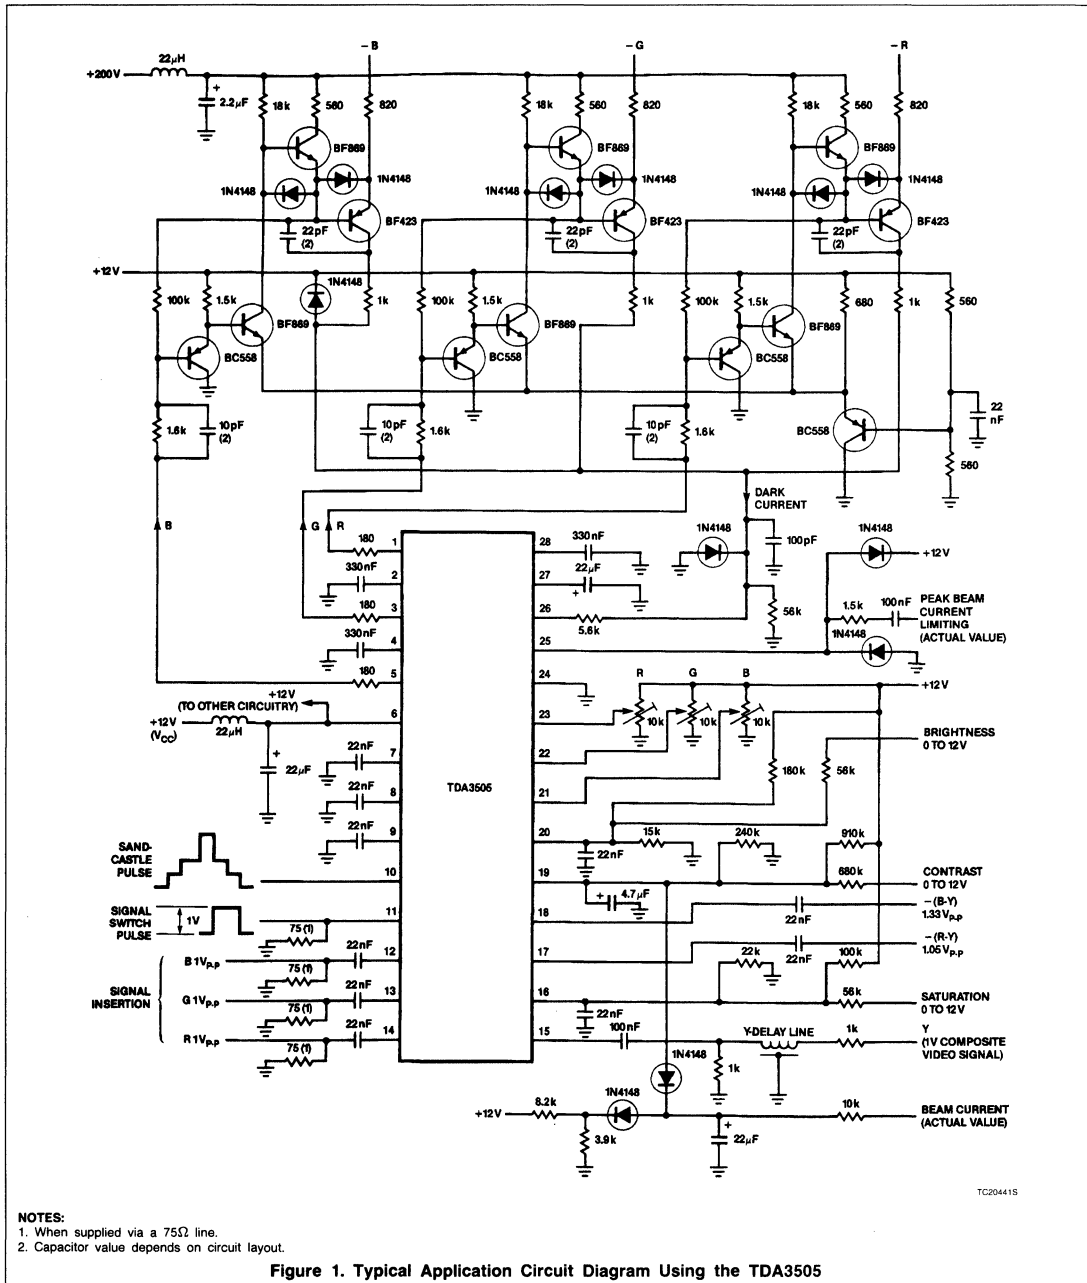 – B
– G
– R
+200V
22μH
+
2.2μF
18k
560
820
18k
560
820
18k
560
820
BF869
BF869
BF869
1N4148
1N4148
1N4148
1N4148
1N4148
1N4148
BF423
BF423
BF423
22pF
(2)
22pF
(2)
22pF
(2)
+12V
1N4148
100k
1.5k
1k
100k
1.5k
1k
100k
1.5k
680
1k
560
BF869
BF869
BF869
BC558
BC558
BC558
1.6k
10pF
(2)
10pF
(2)
1.6k
10pF
(2)
1.6k
BC558
22
nF
560
DARK
CURRENT
B
G
R
180
1
330nF
2
180
3
330nF
4
180
5
+12V
(TO OTHER CIRCUITRY)
+12V
(VCC)
22μH
6
+
22μF
22nF
7
22nF
8
22nF
9
SAND-
CASTLE
PULSE
10
SIGNAL
SWITCH
PULSE
1V
11
75 (1)
22nF
12
B 1Vp-p
75 (1)
22nF
13
SIGNAL
INSERTION
G 1Vp-p
75 (1)
22nF
14
R 1Vp-p
75 (1)
TDA3505
28
330nF
27
22μF
+
26
5.6k
25
24
23
22
21
20
19
18
17
16
15
1N4148
100pF
56k
1N4148
+12V
1.5k
100nF
PEAK BEAM
CURRENT
LIMITING
(ACTUAL VALUE)
1N4148
R
G
B
+12V
10k
10k
10k
BRIGHTNESS
0 TO 12V
180k
56k
22nF
15k
240k
910k
680k
CONTRAST
0 TO 12V
+
4.7μF
22nF
– (B-Y)
1.33Vp-p
22nF
– (R-Y)
1.05Vp-p
22k
100k
56k
SATURATION
0 TO 12V
22nF
100nF
Y-DELAY LINE
1k
Y
(1V COMPOSITE
VIDEO SIGNAL)
1k
1N4148
+12V
8.2k
1N4148
3.9k
+
22μF
10k
BEAM CURRENT
(ACTUAL VALUE)
TC20441S
NOTES:
1. When supplied via a 75Ω line.
2. Capacitor value depends on circuit layout.
Figure 1. Typical Application Circuit Diagram Using the TDA3505